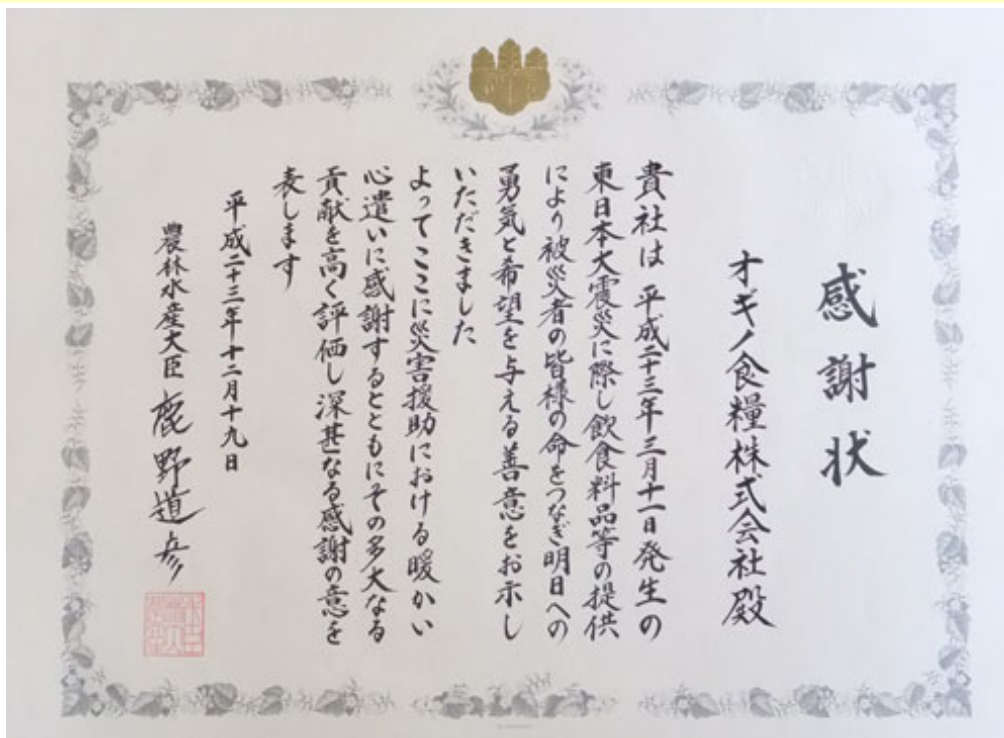 感謝状
オギノ食糧株式会社殿
貴社は平成二十三年三月十一日発生の
東日本大震災に際し飲食料品等の提供
により被災者の皆様の命をつなぎ明日への
勇気と希望を与える善意をお示し
いただきました
よってここに災害援助における暖かい
心遣いに感謝するとともにその多大なる
貢献を高く評価し深甚なる感謝の意を
表します
平成二十三年十二月十九日
農林水産大臣 鹿野道彦